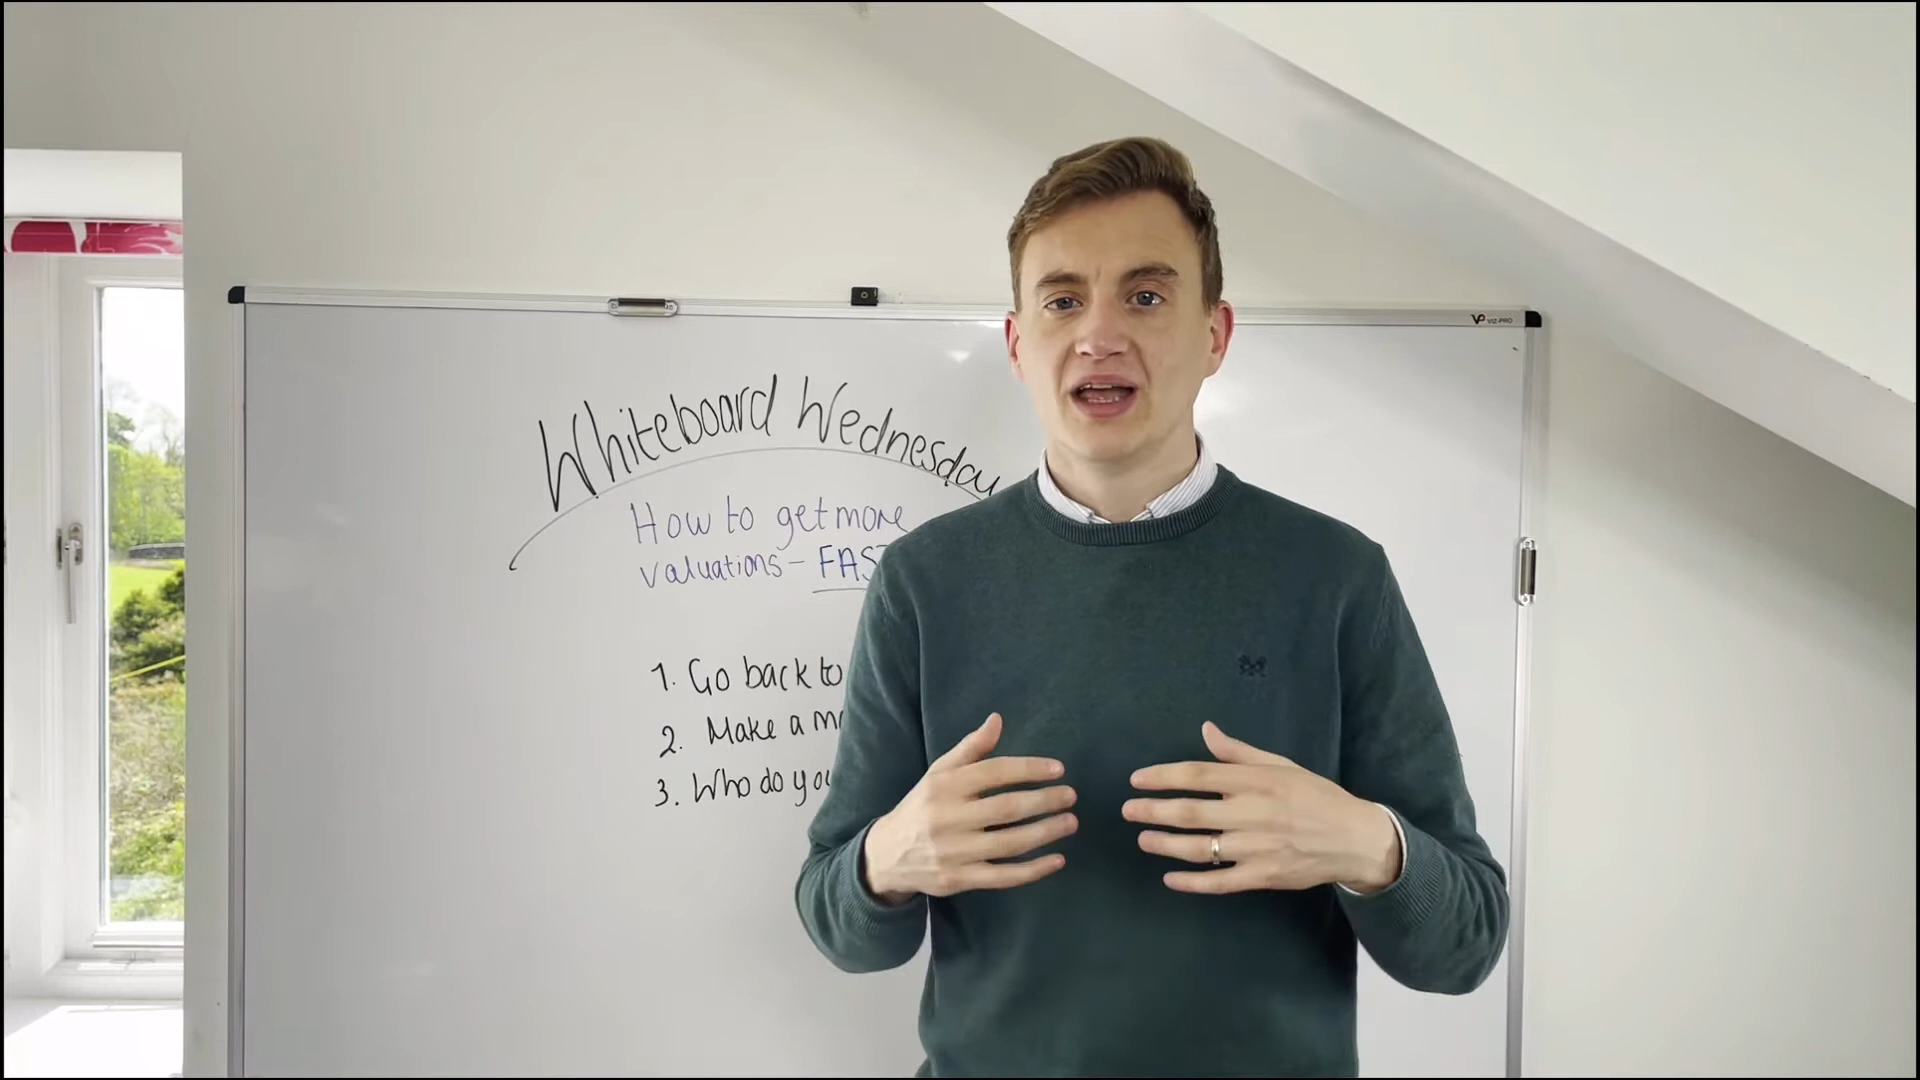 VIZ-PRO
Whiteboard Wednesday
How to get more
valuations - FAST
1. Go back to
2. Make a
3. Who do you